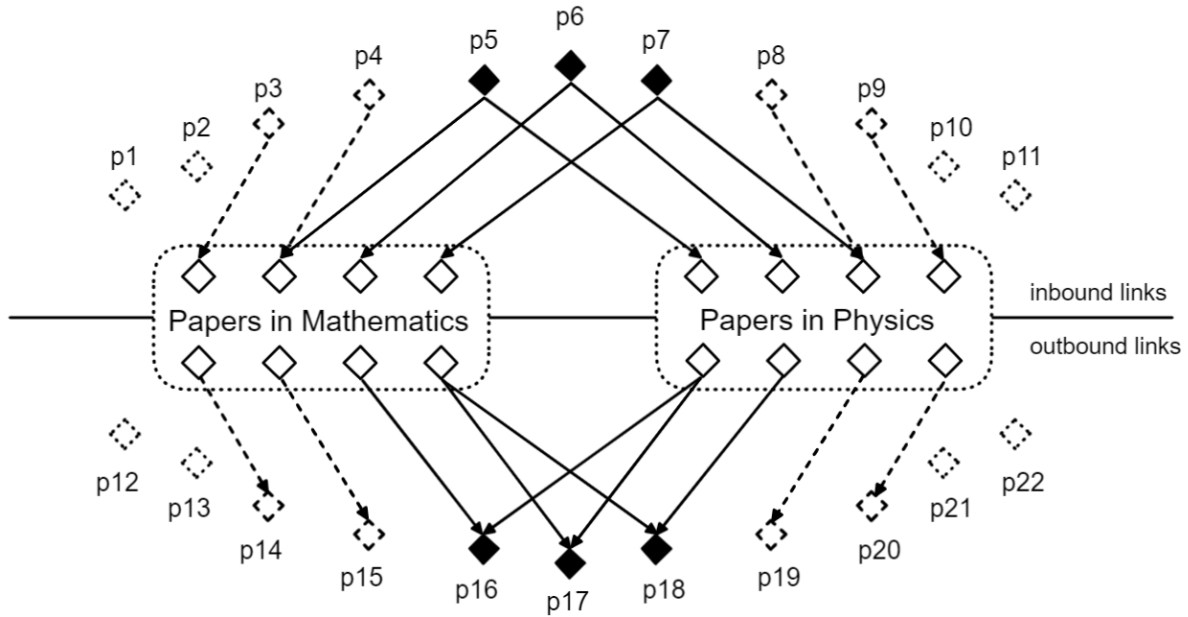 p6
p5
p7
p4
p8
p3
p9
p2
p10
p1
p11
inbound links
Papers in Mathematics
Papers in Physics
outbound links
p12
p22
p13
p21
p14
p20
p15
p19
p16
p18
p17